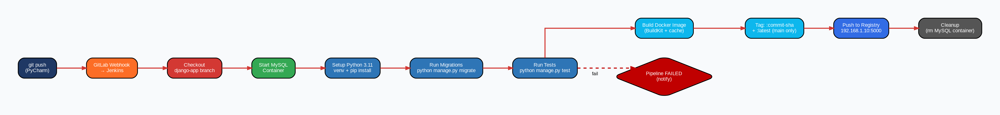 git push
(PyCharm)
GitLab Webhook
→ Jenkins
Checkout
django-app branch
Start MySQL
Container
Setup Python 3.11
venv + pip install
Run Migrations
python manage.py migrate
Run Tests
python manage.py test
fail
Pipeline FAILED
(notify)
Build Docker Image
(BuildKit + cache)
Tag: :commit-sha
+ :latest (main only)
Push to Registry
192.168.1.10:5000
Cleanup
(rm MySQL container)